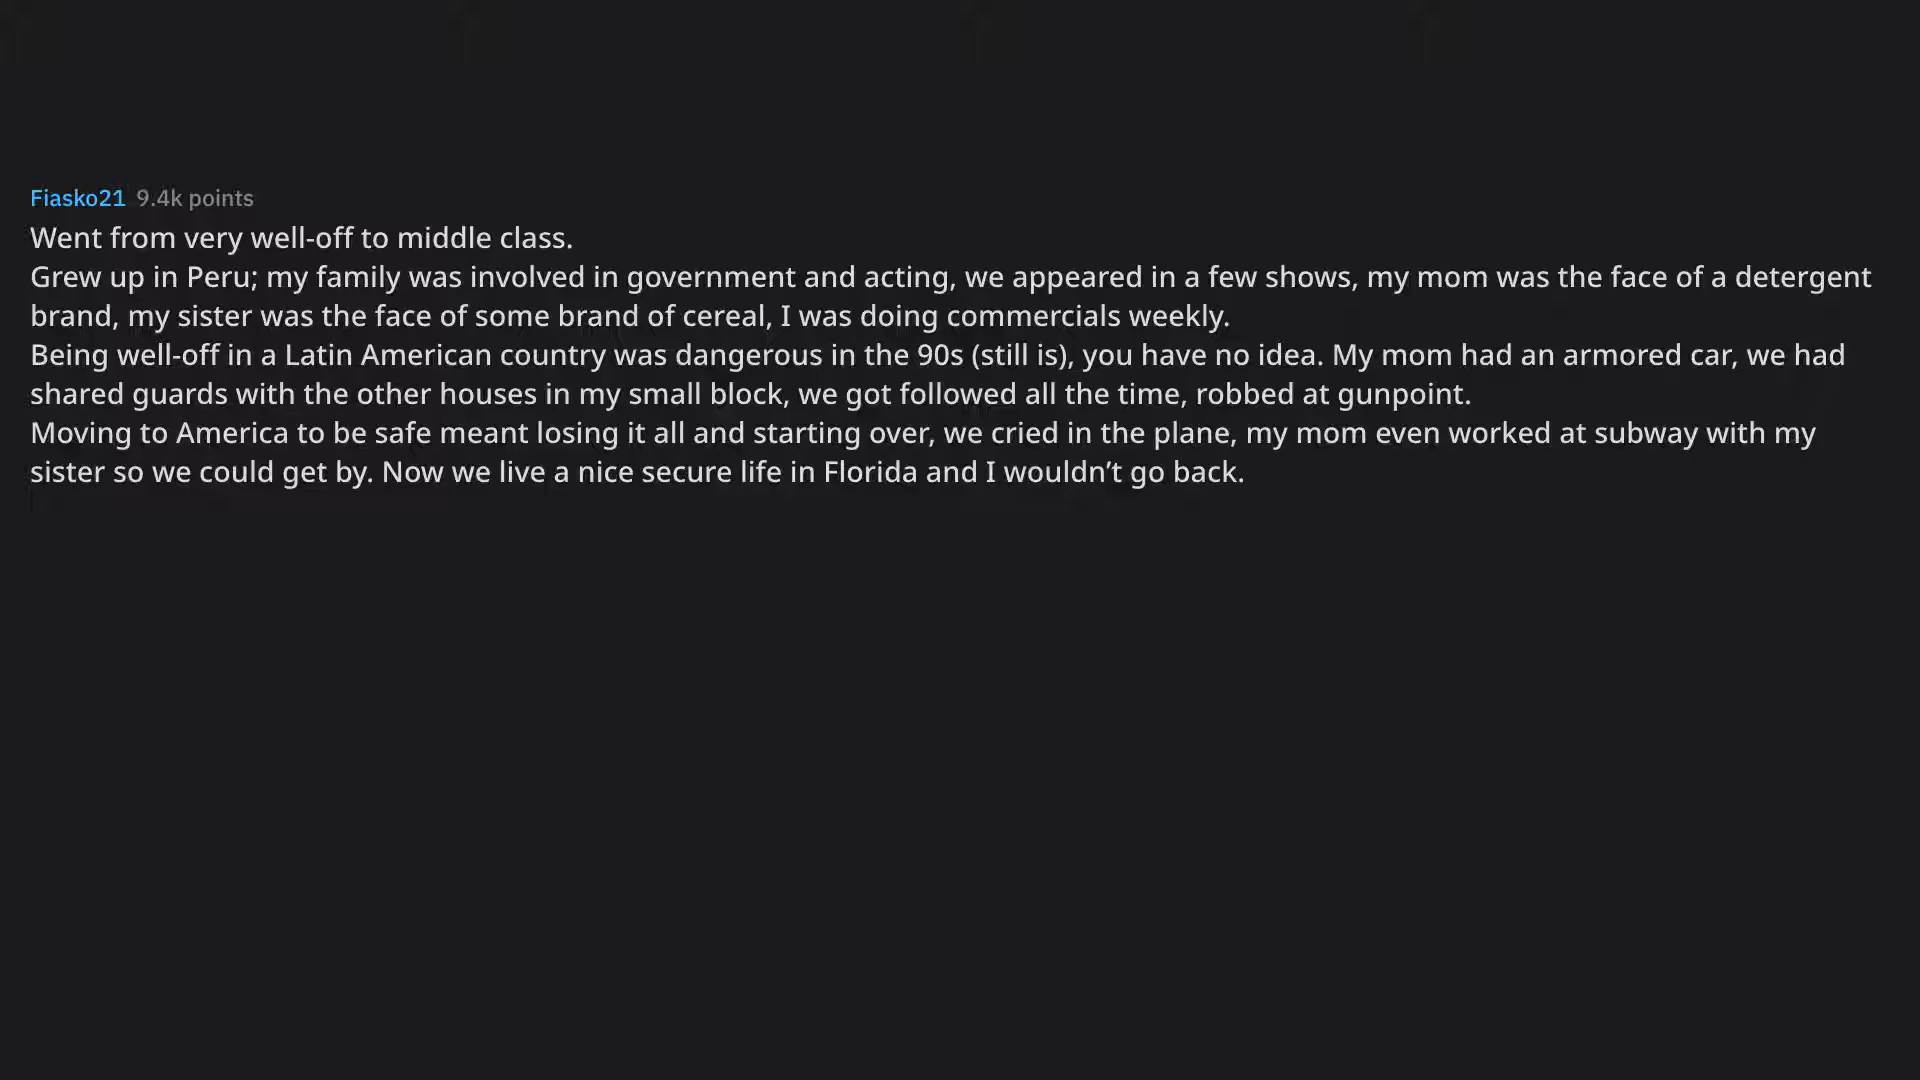 Fiasko21 9.4k points
Went from very well-off to middle class.
Grew up in Peru; my family was involved in government and acting, we appeared in a few shows, my mom was the face of a detergent
brand, my sister was the face of some brand of cereal, I was doing commercials weekly.
Being well-off in a Latin American country was dangerous in the 90s (still is), you have no idea. My mom had an armored car, we had
shared guards with the other houses in my small block, we got followed all the time, robbed at gunpoint.
Moving to America to be safe meant losing it all and starting over, we cried in the plane, my mom even worked at subway with my
sister so we could get by. Now we live a nice secure life in Florida and I wouldn’t go back.